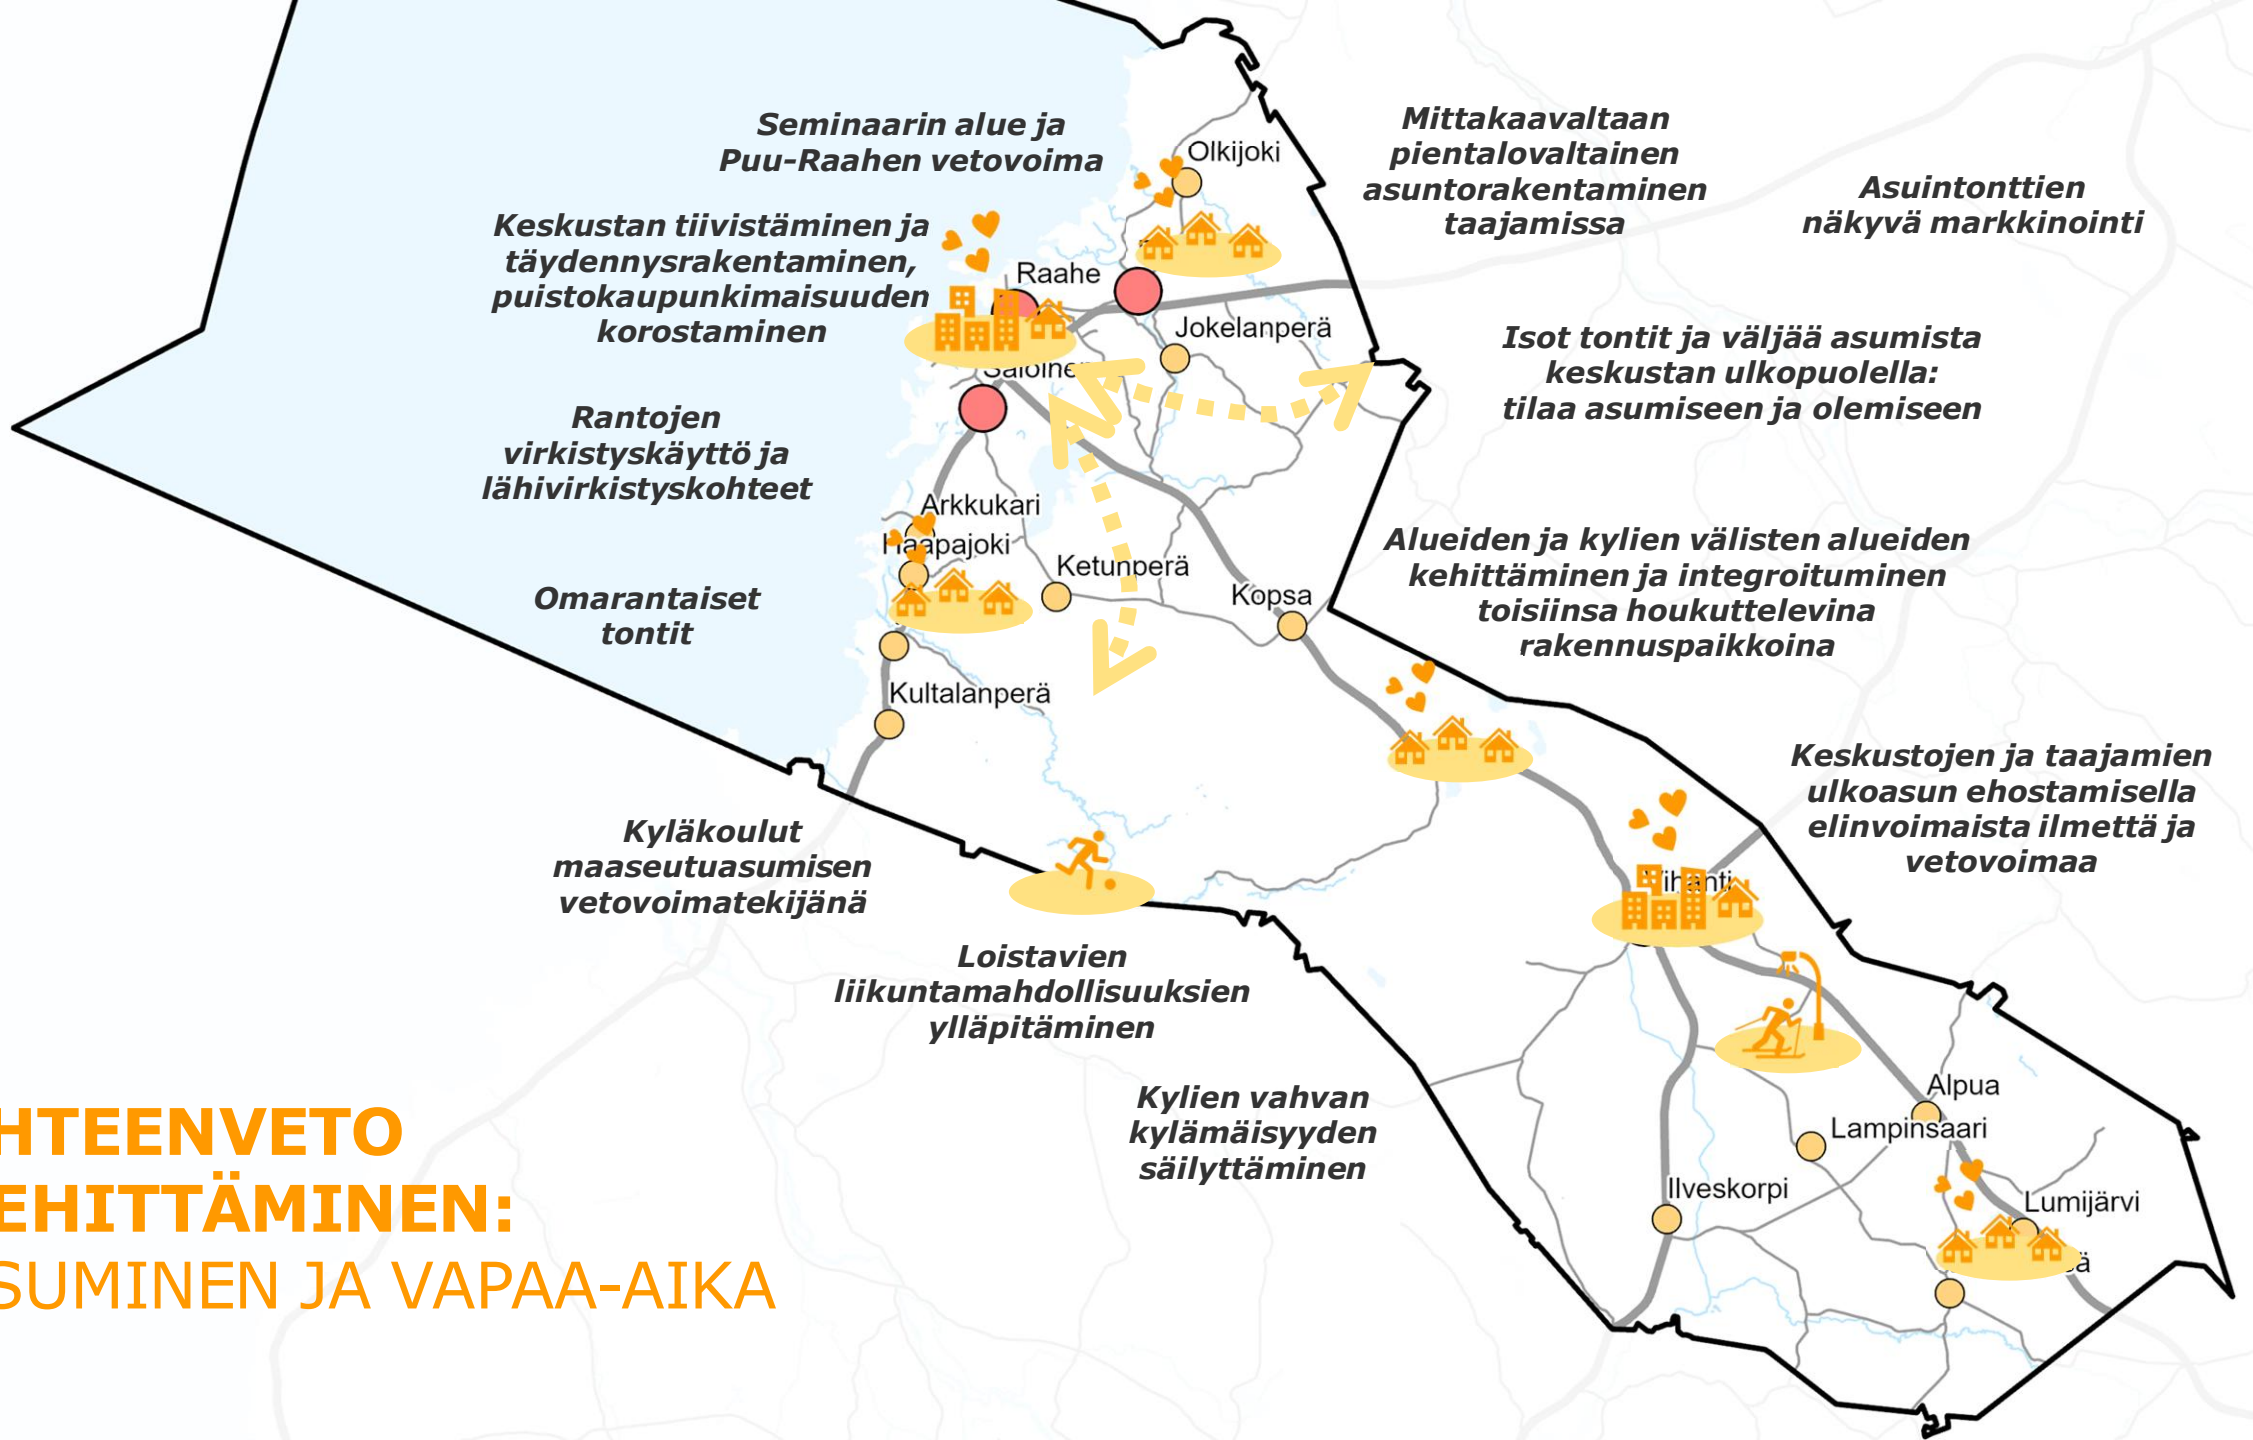 Seminaarin alue ja
Puu-Raahen vetovoima
Keskustan tiivistäminen ja
täydennysrakentaminen,
puistokaupunkimaisuuden
korostaminen
Rantojen
virkistyskäyttö ja
lähivirkistyskohteet
Omarantaiset
tontit
Mittakaavaltaan
pientalovaltainen
asuntorakentaminen
taajamissa
Asuintonttien
näkyvä markkinointi
Isot tontit ja väljää asumista
keskustan ulkopuolella:
tilaa asumiseen ja olemiseen
Alueiden ja kylien välisten alueiden
kehittäminen ja integroituminen
toisiinsa houkuttelevina
rakennuspaikkoina
Keskustojen ja taajamien
ulkoasun ehostamisella
elinvoimaista ilmettä ja
vetovoimaa
Kyläkoulut
maaseutuasumisen
vetovoimatekijänä
Loistavien
liikuntamahdollisuuksien
ylläpitäminen
Kylien vahvan
kylämäisyyden
säilyttäminen
Olkijoki
Raahe
Jokelanperä
Saloinen
Arkkukari
Haapajoki
Ketunperä
Kopsa
Kultalanperä
Vihanti
Alpua
Lampinsaari
Ilveskorpi
Lumijärvi
HTEENVETO
EHITTÄMINEN:
SUMINEN JA VAPAA-AIKA